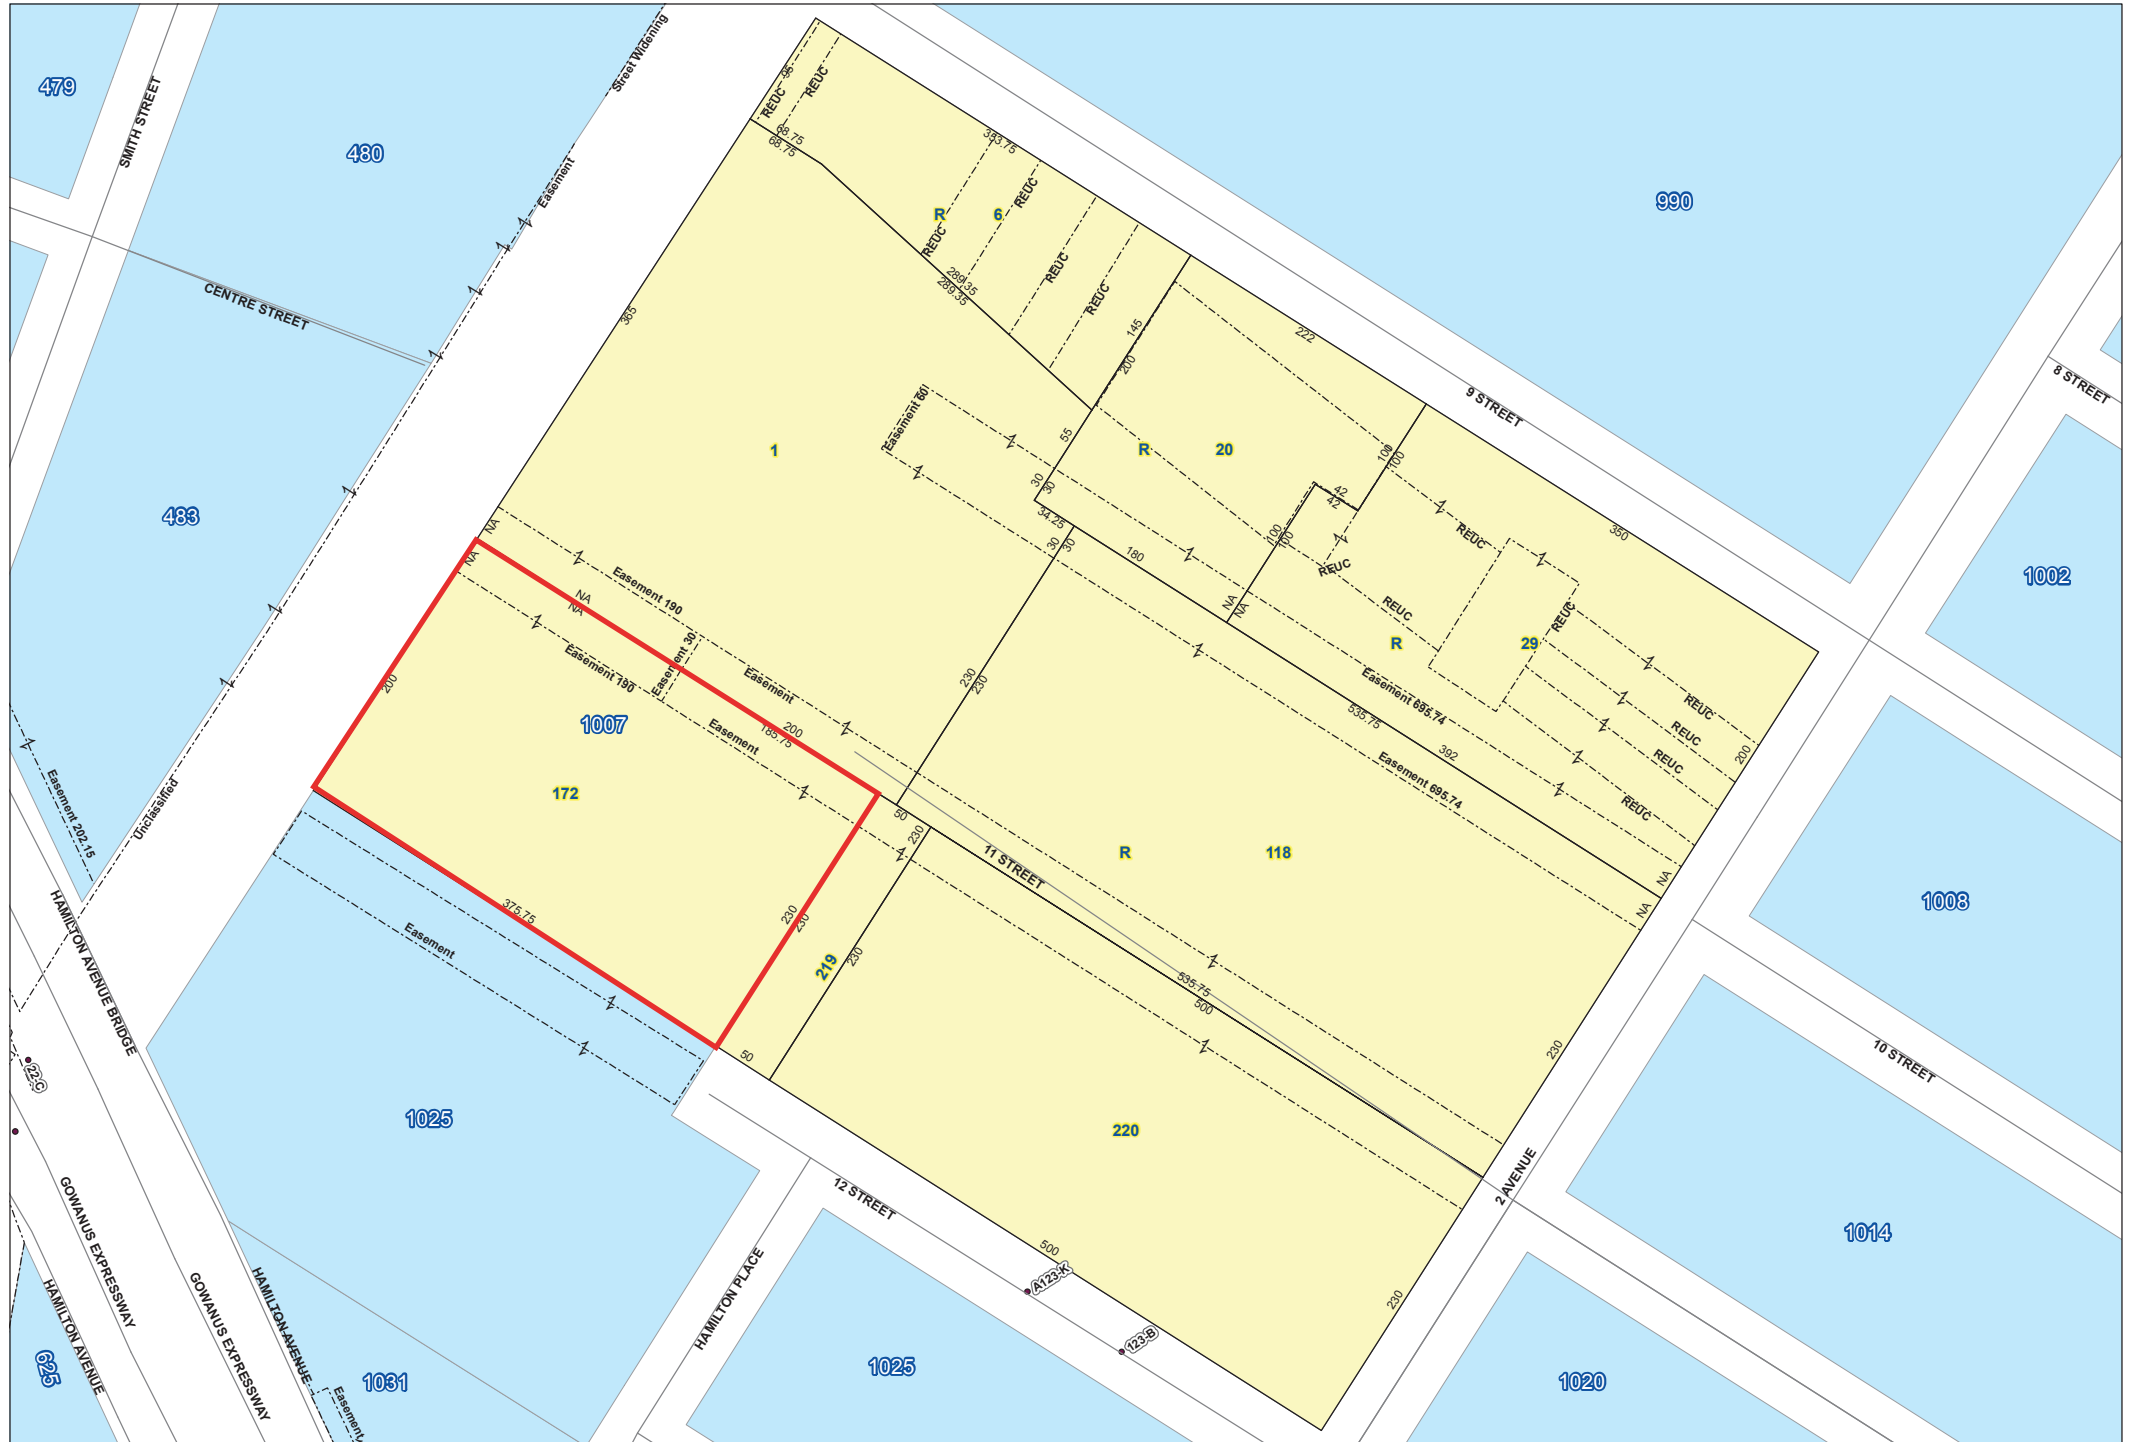 479
SMITH STREET
480
Street Widening
Easement
CENTRE STREET
483
95
REUC
REUC
68.75
68.75
353.75
990
R
6
REUC
REUC
REUC
REUC
289.35
289.35
365
1
145
200
222
9 STREET
8 STREET
Easement 60
55
R
20
100
100
30
30
42
42
34.25
180
100
100
REUC
REUC
350
1002
NA
NA
Easement 190
NA
NA
30
30
NA
NA
REUC
REUC
R
29
Easement 190
Easement 30
Easement
230
230
Easement 695.74
535.75
392
REUC
REUC
REUC
REUC
200
200
1007
Easement
200
185.75
Easement 695.74
172
Easement 202.15
Unclassified
50
230
11 STREET
R
118
NA
NA
1008
HAMILTON AVENUE BRIDGE
375.75
Easement
230
230
219
230
535.75
500
230
10 STREET
22-C
50
1025
220
2 AVENUE
12 STREET
500
A123-K
123-B
230
1014
GOWANUS EXPRESSWAY
GOWANUS EXPRESSWAY
HAMILTON AVENUE
HAMILTON AVENUE
HAMILTON PLACE
625
1031
Easement
1025
1020